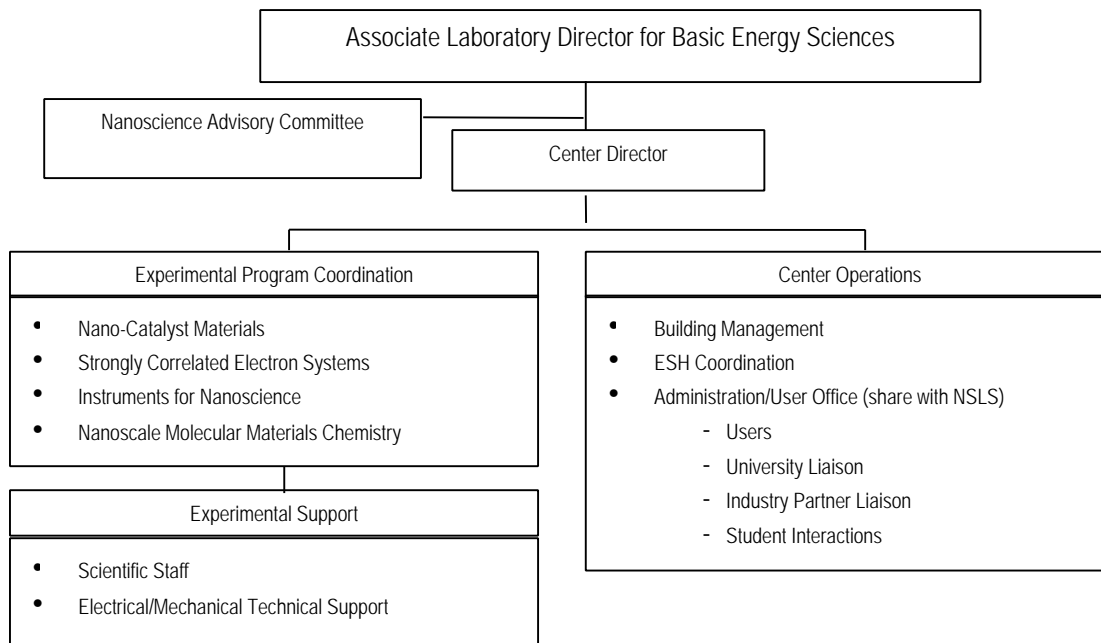 Associate Laboratory Director for Basic Energy Sciences
Nanoscience Advisory Committee
Center Director
Experimental Program Coordination
• Nano-Catalyst Materials
• Strongly Correlated Electron Systems
• Instruments for Nanoscience
• Nanoscale Molecular Materials Chemistry
Experimental Support
• Scientific Staff
• Electrical/Mechanical Technical Support
Center Operations
• Building Management
• ESH Coordination
• Administration/User Office (share with NSLS)
- Users
- University Liaison
- Industry Partner Liaison
- Student Interactions